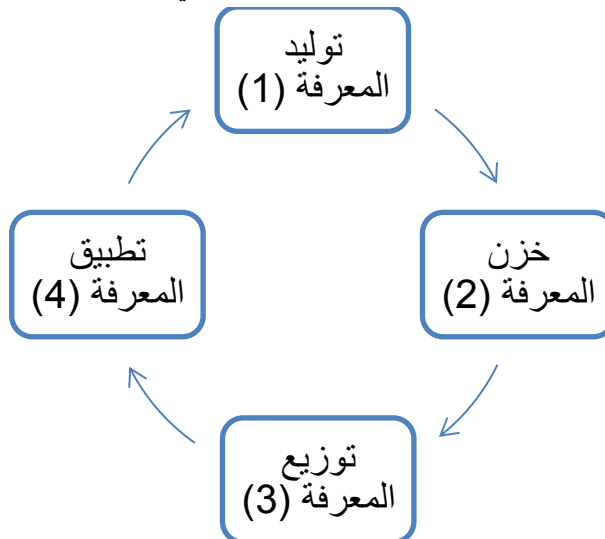 توليد
المعرفة (1)
خزن
المعرفة (2)
توزيع
المعرفة (3)
تطبيق
المعرفة (4)